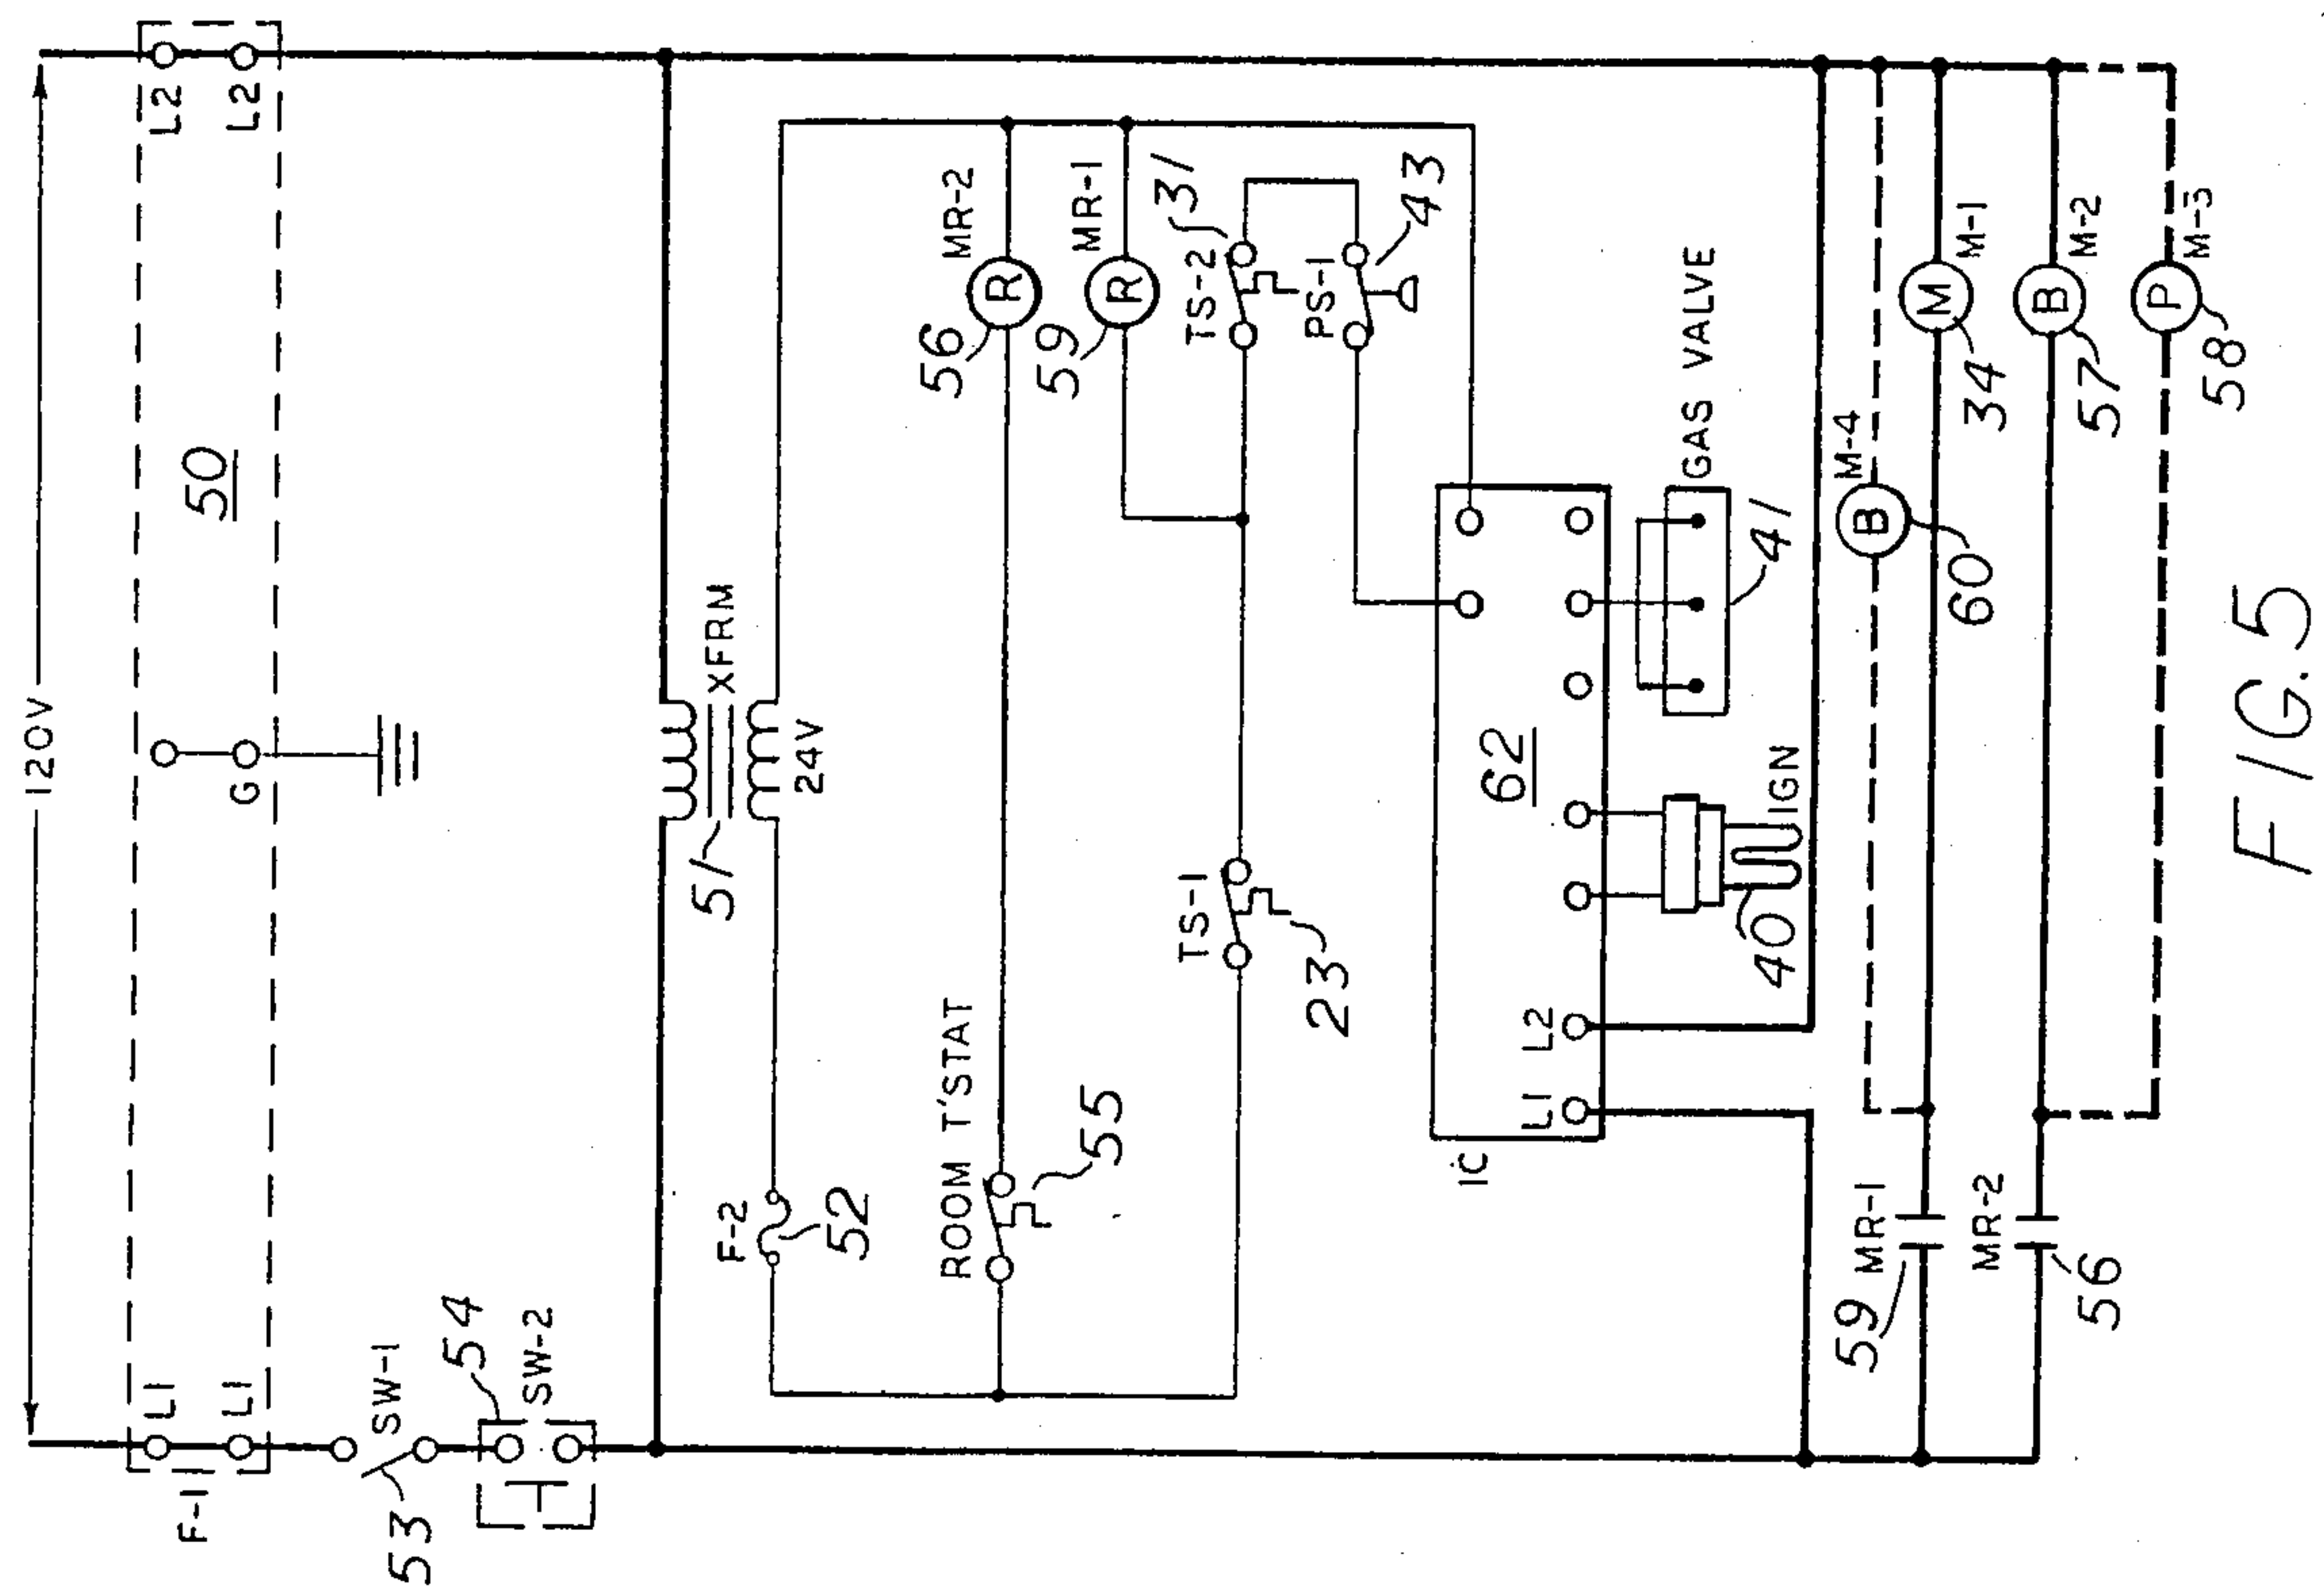 120V
L1
L1
F-1
G
L2
L2
50
SW-1
53
54
SW-2
51
XFRM
24V
F-2
52
ROOM T'STAT
55
56
MR-2
59
MR-1
TS-1
23
TS-2
31
PS-1
43
IC
62
L1
L2
40
IGN
GAS VALVE
41
M-4
60
MR-1
59
34
M-1
M
B
MR-2
56
57
M-2
B
58
P
R
R
FIG.5